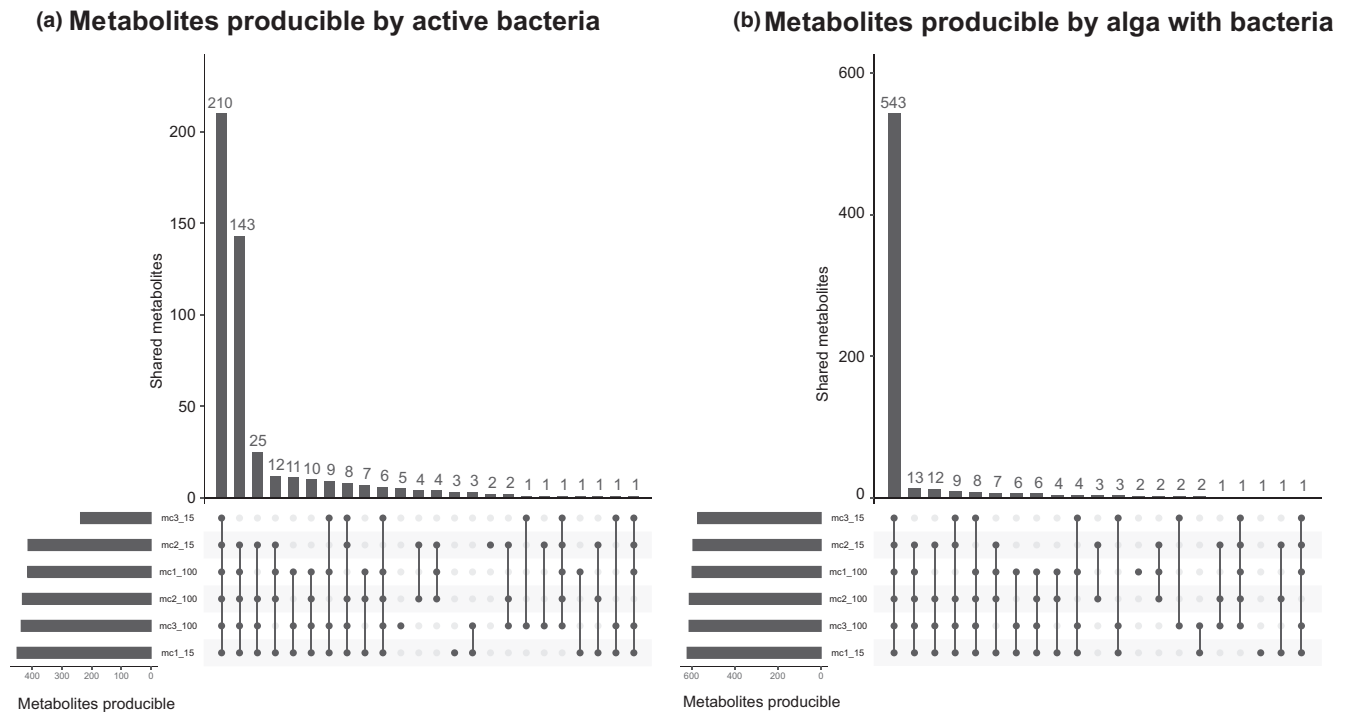 (a) Metabolites producible by active bacteria
210
200
143
150
Shared metabolites
100
50
25
12 11 10 9 8 7 6 5 4 4 3 3 2 2 1 1 1 1 1 1 1
0
mc3_15
mc2_15
mc1_100
mc2_100
mc3_100
mc1_15
400 300 200 100 0
Metabolites producible
(b) Metabolites producible by alga with bacteria
600
543
400
Shared metabolites
200
13 12 9 8 7 6 6 4 4 3 3 2 2 2 2 1 1 1 1 1
0
mc3_15
mc2_15
mc1_100
mc2_100
mc3_100
mc1_15
600 400 200 0
Metabolites producible